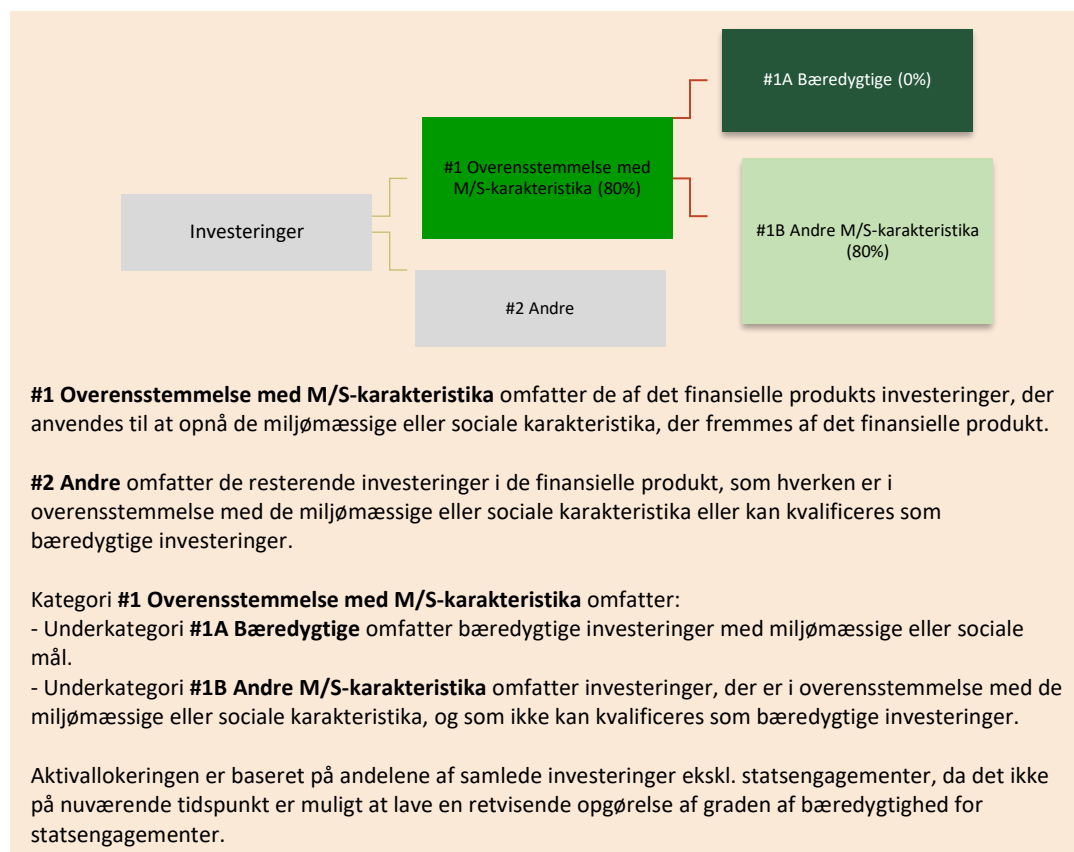 #1A Bæredygtige (0%)
#1 Overensstemmelse med
M/S-karakteristika (80%)
Investeringer
#1B Andre M/S-karakteristika
(80%)
#2 Andre
#1 Overensstemmelse med M/S-karakteristika omfatter de af det finansielle produkts investeringer, der
anvendes til at opnå de miljømæssige eller sociale karakteristika, der fremmes af det finansielle produkt.
#2 Andre omfatter de resterende investeringer i de finansielle produkt, som hverken er i
overensstemmelse med de miljømæssige eller sociale karakteristika eller kan kvalificeres som
bæredygtige investeringer.
Kategori #1 Overensstemmelse med M/S-karakteristika omfatter:
- Underkategori #1A Bæredygtige omfatter bæredygtige investeringer med miljømæssige eller sociale
mål.
- Underkategori #1B Andre M/S-karakteristika omfatter investeringer, der er i overensstemmelse med de
miljømæssige eller sociale karakteristika, og som ikke kan kvalificeres som bæredygtige investeringer.
Aktivallokeringen er baseret på andelene af samlede investeringer ekskl. statsengagementer, da det ikke
på nuværende tidspunkt er muligt at lave en retvisende opgørelse af graden af bæredygtighed for
statsengagementer.